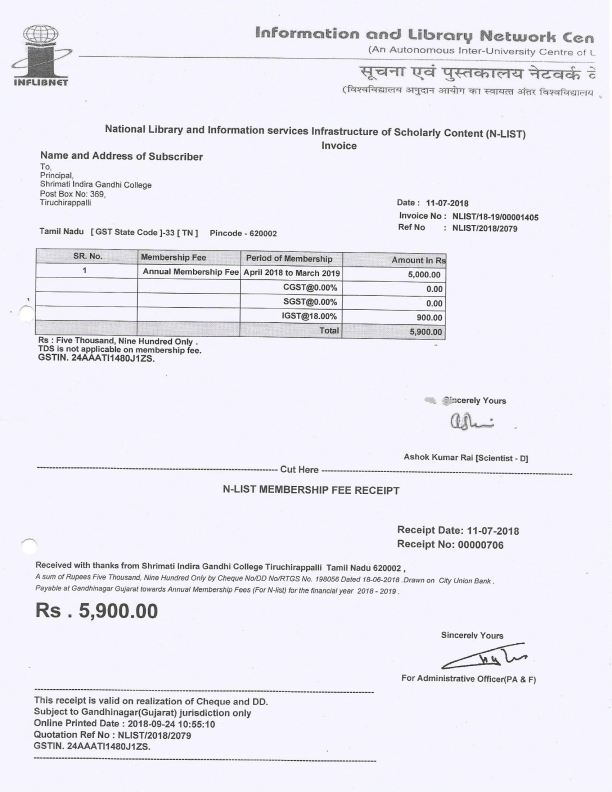 Information and Library Network Cen
(An Autonomous Inter-University Centre of U
INFLIBNET
सूचना एवं पुस्तकालय नेटवर्क के
(विश्वविद्यालय अनुदान आयोग का स्वायत्त अंतर विश्वविद्यालय
National Library and Information services Infrastructure of Scholarly Content (N-LIST)
Invoice
Name and Address of Subscriber
To,
Principal,
Shrimati Indira Gandhi College
Post Box No: 369,
Tiruchirappalli
Date : 11-07-2018
Invoice No : NLIST/18-19/00001405
Ref No : NLIST/2018/2079
Tamil Nadu [ GST State Code ]-33 [ TN ] Pincode - 620002
SR. No. Membership Fee Period of Membership Amount In Rs
1 Annual Membership Fee April 2018 to March 2019 5,000.00
CGST@0.00% 0.00
SGST@0.00% 0.00
IGST@18.00% 900.00
Total 5,900.00
Rs : Five Thousand, Nine Hundred Only .
TDS is not applicable on membership fee.
GSTIN. 24AAATI1480J1ZS.
Sincerely Yours
Ashok Kumar Rai [Scientist - D]
Cut Here
N-LIST MEMBERSHIP FEE RECEIPT
Receipt Date: 11-07-2018
Receipt No: 00000706
Received with thanks from Shrimati Indira Gandhi College Tiruchirappalli Tamil Nadu 620002 ,
A sum of Rupees Five Thousand, Nine Hundred Only by Cheque No/DD No/RTGS No. 198056 Dated 18-06-2018 .Drawn on City Union Bank .
Payable at Gandhinagar Gujarat towards Annual Membership Fees (For N-list) for the financial year 2018 - 2019 .
Rs . 5,900.00
Sincerely Yours
For Administrative Officer(PA & F)
This receipt is valid on realization of Cheque and DD.
Subject to Gandhinagar(Gujarat) jurisdiction only
Online Printed Date : 2018-09-24 10:55:10
Quotation Ref No : NLIST/2018/2079
GSTIN. 24AAATI1480J1ZS.